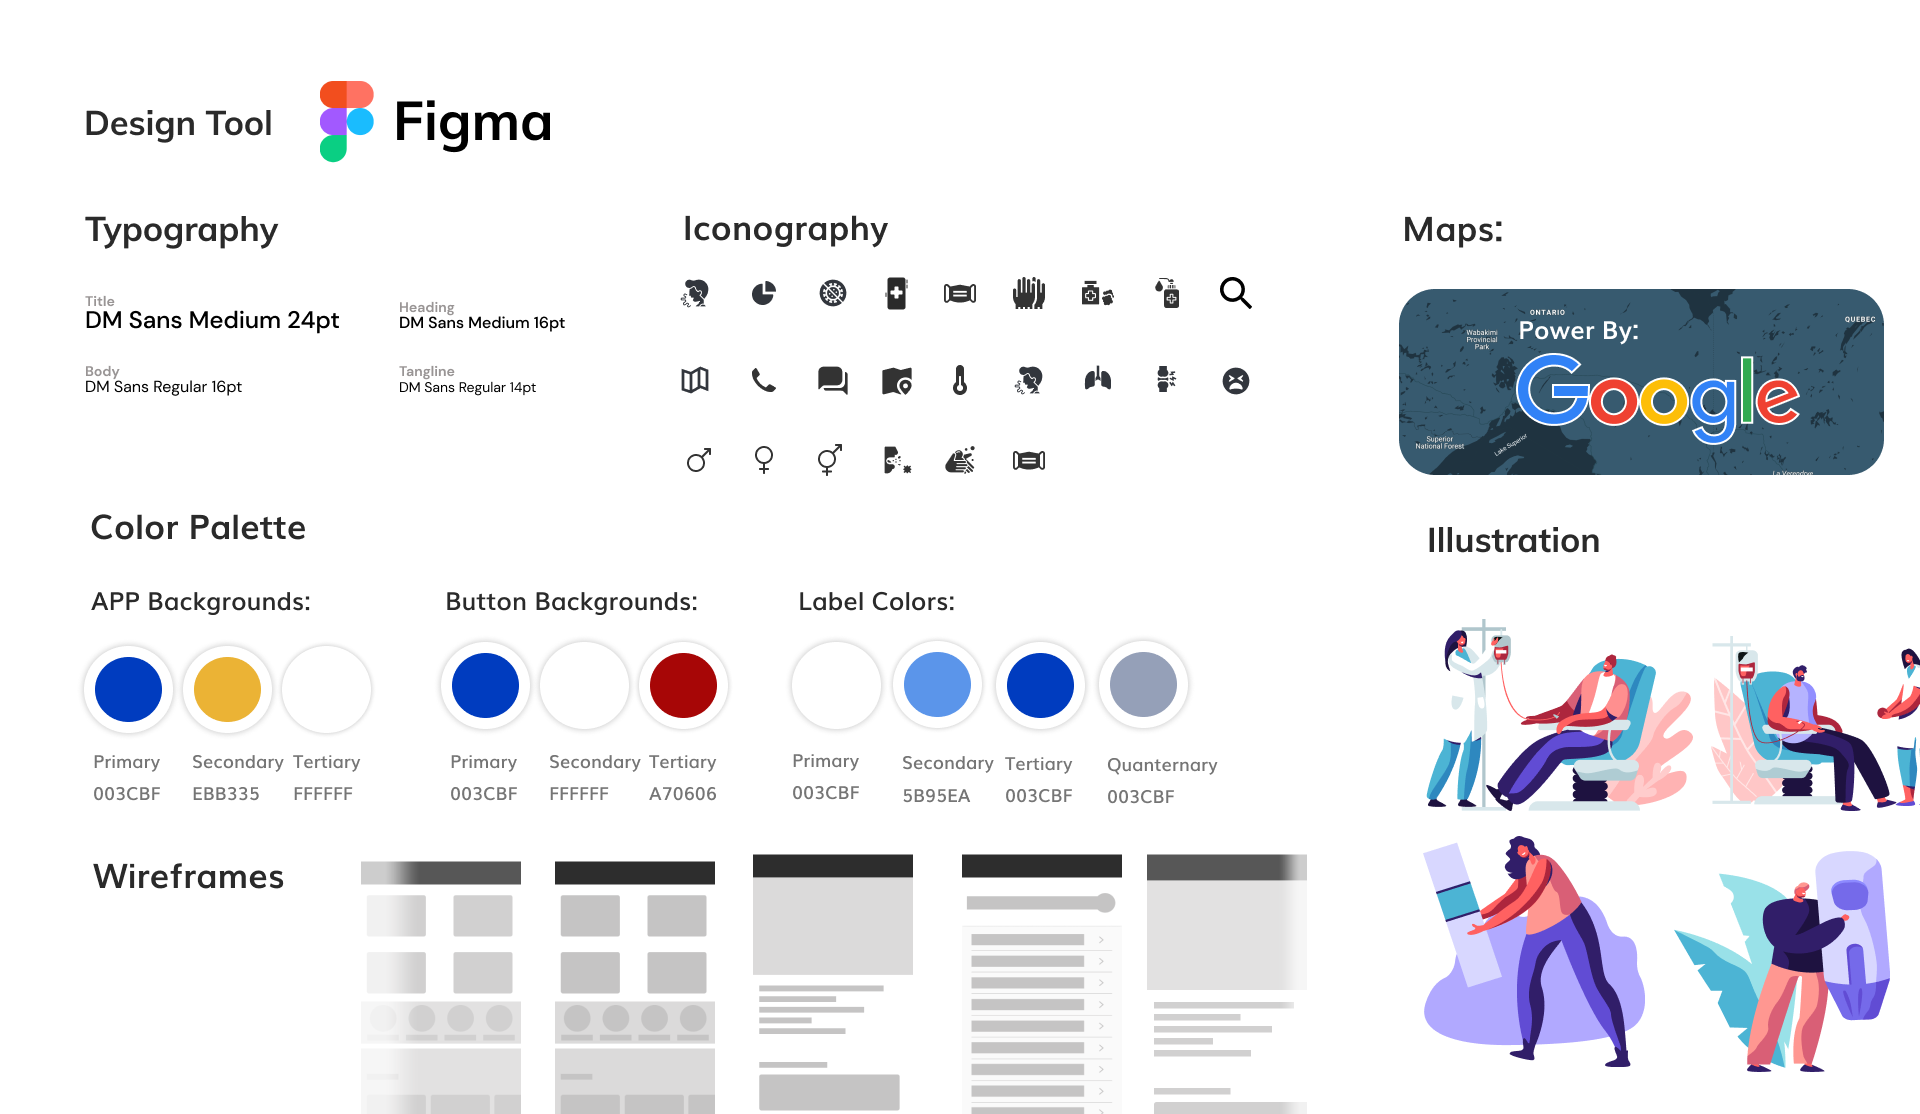 Design Tool
Figma
Typography
Title
DM Sans Medium 24pt
Heading
DM Sans Medium 16pt
Body
DM Sans Regular 16pt
Tangline
DM Sans Regular 14pt
Iconography
Maps:
ONTARIO
QUEBEC
Wabakimi
Provincial
Park
Power By:
Google
Superior
National Forest
Lake Superior
La Verendrye
Color Palette
APP Backgrounds:
Primary
003CBF
Secondary
EBB335
Tertiary
FFFFFF
Button Backgrounds:
Primary
003CBF
Secondary
FFFFFF
Tertiary
A70606
Label Colors:
Primary
003CBF
Secondary
5B95EA
Tertiary
003CBF
Quanternary
003CBF
Illustration
Wireframes